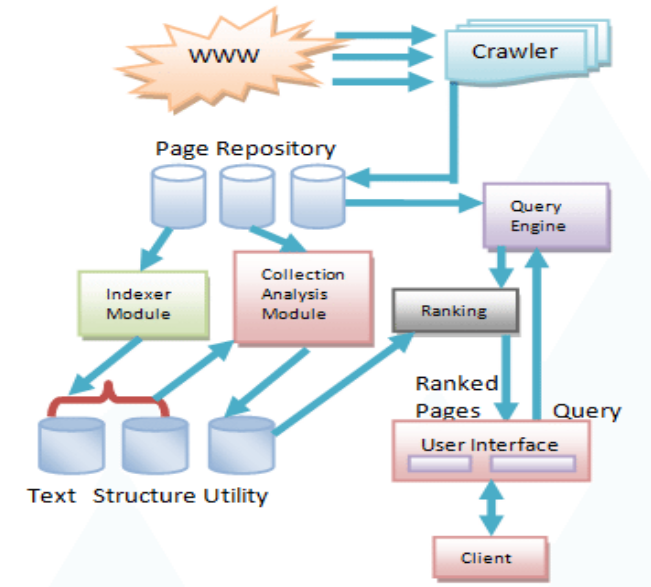 WWW
Crawler
Page Repository
Query
Engine
Indexer
Module
Collection
Analysis
Module
Ranking
Ranked
Pages
Query
User Interface
Text Structure Utility
Client